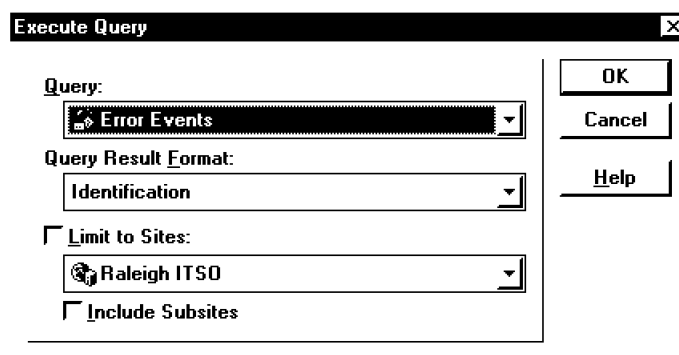 Execute Query
Query:
Error Events
Query Result Format:
Identification
Limit to Sites:
Raleigh ITSO
Include Subsites
OK
Cancel
Help